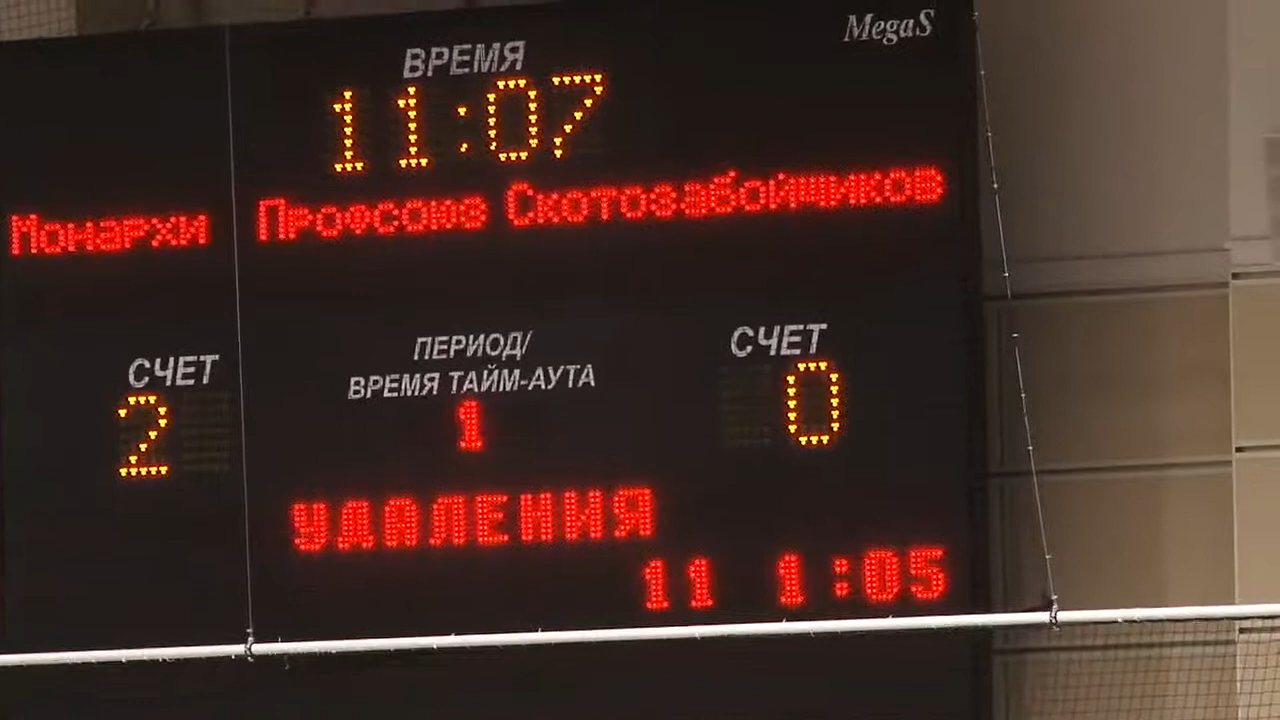 MegaS
ВРЕМЯ
11:07
Монархи Профсоюз Скотозабойщиков
СЧЕТ ПЕРИОД/ СЧЕТ
ВРЕМЯ ТАЙМ-АУТА
2 1 0
УДАЛЕНИЯ
11 1:05